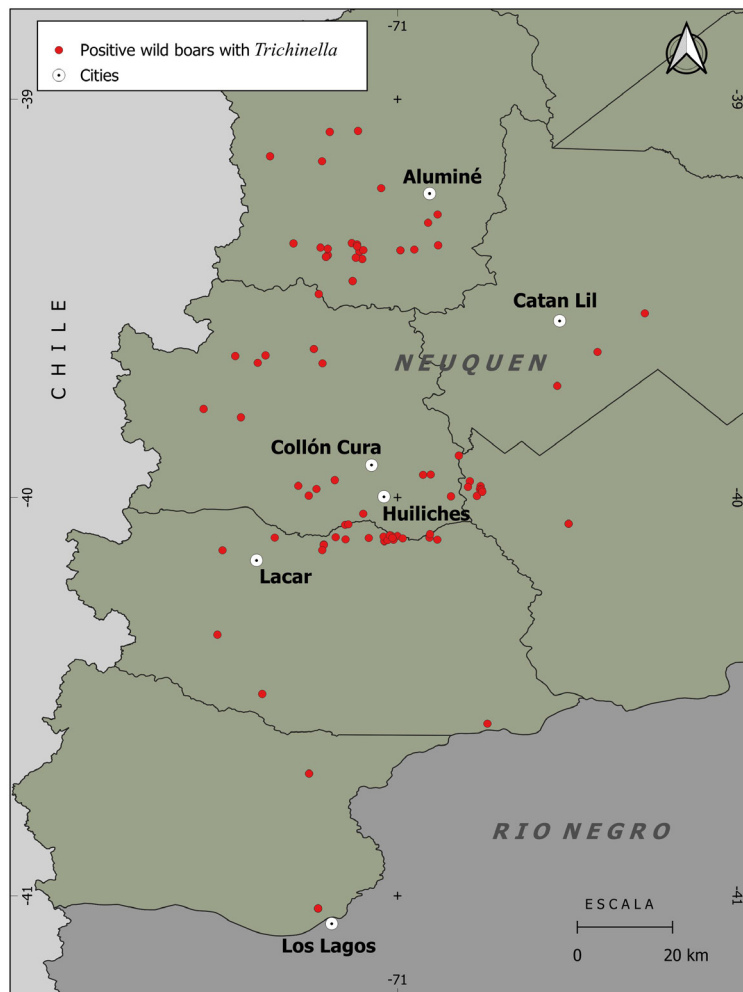 -71
Positive wild boars with Trichinella
Cities
-39
-39
Aluminé
Catan Lil
CHILE
NEUQUEN
Collón Cura
-40
-40
Huiliches
Lacar
RIO NEGRO
-41
-41
ESCALA
Los Lagos
0 20 km
-71